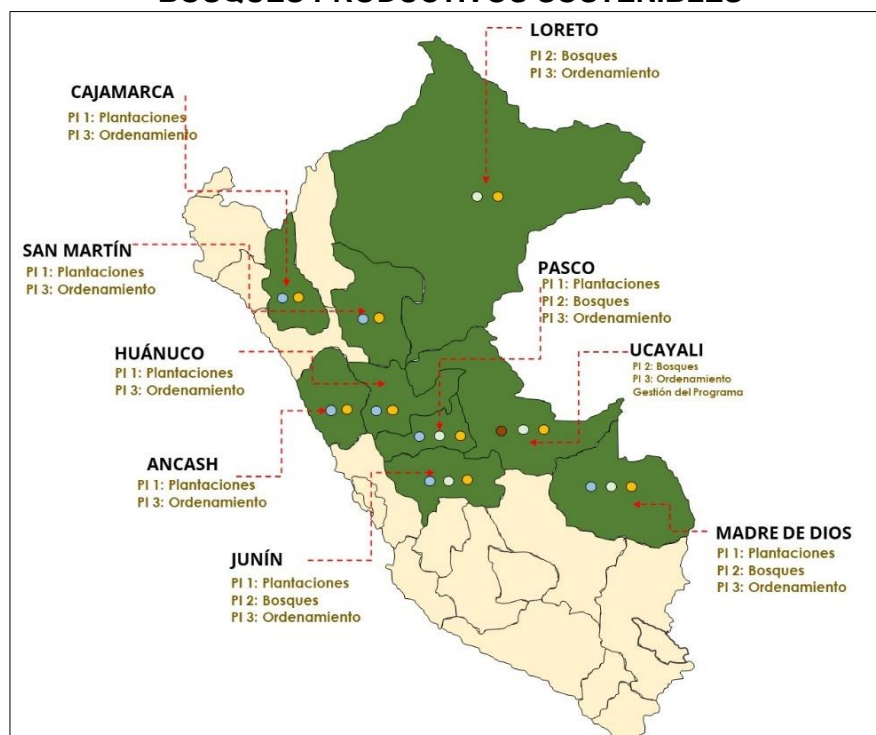 BOSQUES PRODUCTIVOS SOSTENIBLES
LORETO
PI 2: Bosques
PI 3: Ordenamiento
CAJAMARCA
PI 1: Plantaciones
PI 3: Ordenamiento
SAN MARTÍN
PI 1: Plantaciones
PI 3: Ordenamiento
PASCO
PI 1: Plantaciones
PI 2: Bosques
PI 3: Ordenamiento
HUÁNUCO
PI 1: Plantaciones
PI 3: Ordenamiento
UCAYALI
PI 2: Bosques
PI 3: Ordenamiento
Gestión del Programa
ANCASH
PI 1: Plantaciones
PI 3: Ordenamiento
MADRE DE DIOS
PI 1: Plantaciones
PI 2: Bosques
PI 3: Ordenamiento
JUNÍN
PI 1: Plantaciones
PI 2: Bosques
PI 3: Ordenamiento